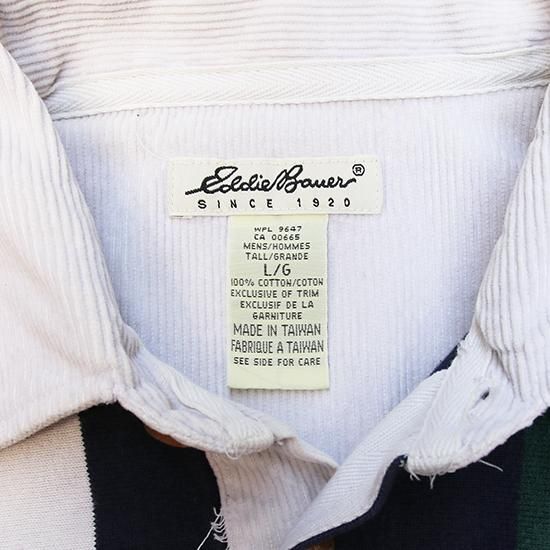 Eddie Bauer®
SINCE 1920
WPL 9647
CA 00665
MENS/HOMMES
TALL/GRANDE
L/G
100% COTTON/COTON
EXCLUSIVE OF TRIM
EXCLUSIF DE LA
GARNITURE
MADE IN TAIWAN
FABRIQUE A TAIWAN
SEE SIDE FOR CARE